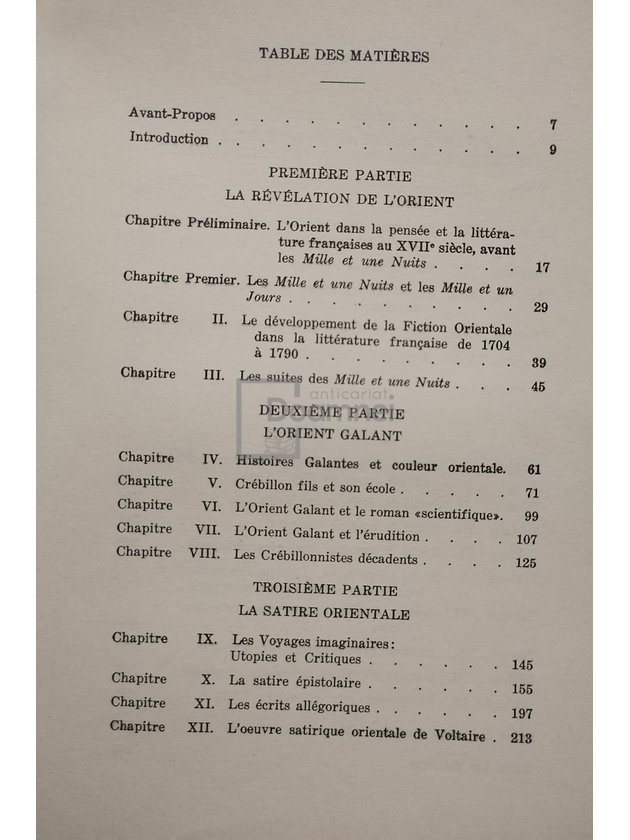 TABLE DES MATIÈRES
Avant-Propos . . . . . . . . . . . . 7
Introduction . . . . . . . . . . . . . 9
PREMIÈRE PARTIE
LA RÉVÉLATION DE L'ORIENT
Chapitre Préliminaire. L'Orient dans la pensée et la littéra-
ture françaises au XVIIe siècle, avant
les Mille et une Nuits . . . . 17
Chapitre Premier. Les Mille et une Nuits et les Mille et un
Jours . . . . . . . . . . 29
Chapitre II. Le développement de la Fiction Orientale
dans la littérature française de 1704
à 1790 . . . . . . . . . 39
Chapitre III. Les suites des Mille et une Nuits . . . 45
anticariat
Doamnei
DEUXIÈME PARTIE
L'ORIENT GALANT
Chapitre IV. Histoires Galantes et couleur orientale. 61
Chapitre V. Crébillon fils et son école . . . . . 71
Chapitre VI. L'Orient Galant et le roman «scientifique». 99
Chapitre VII. L'Orient Galant et l'érudition . . . . 107
Chapitre VIII. Les Crébillonnistes décadents . . . . 125
TROISIÈME PARTIE
LA SATIRE ORIENTALE
Chapitre IX. Les Voyages imaginaires:
Utopies et Critiques . . . . . . 145
Chapitre X. La satire épistolaire . . . . . . 155
Chapitre XI. Les écrits allégoriques . . . . . 197
Chapitre XII. L'oeuvre satirique orientale de Voltaire . 213